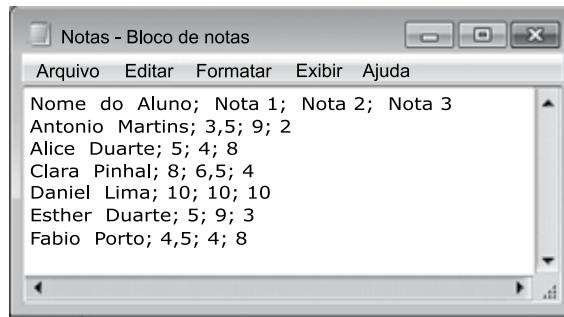 Notas - Bloco de notas
Arquivo Editar Formatar Exibir Ajuda
Nome do Aluno; Nota 1; Nota 2; Nota 3
Antonio Martins; 3,5; 9; 2
Alice Duarte; 5; 4; 8
Clara Pinhal; 8; 6,5; 4
Daniel Lima; 10; 10; 10
Esther Duarte; 5; 9; 3
Fabio Porto; 4,5; 4; 8